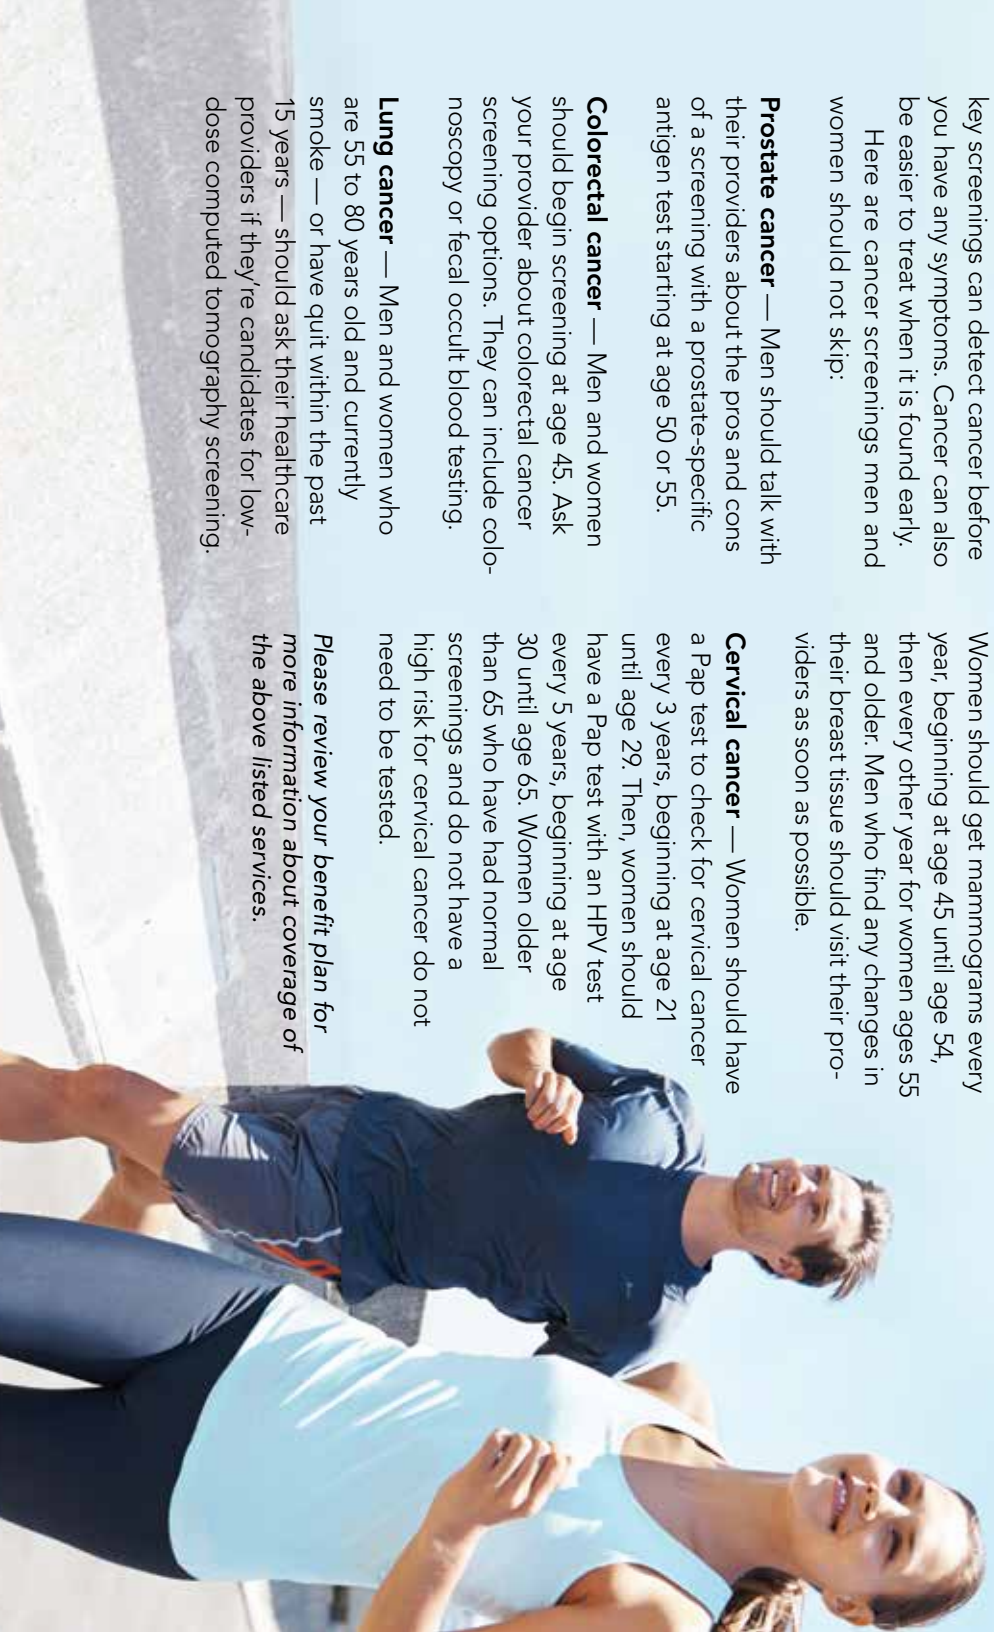 key screenings can detect cancer before
you have any symptoms. Cancer can also
be easier to treat when it is found early.
Here are cancer screenings men and
women should not skip:
Prostate cancer — Men should talk with
their providers about the pros and cons
of a screening with a prostate-specific
antigen test starting at age 50 or 55.
Colorectal cancer — Men and women
should begin screening at age 45. Ask
your provider about colorectal cancer
screening options. They can include colo-
noscopy or fecal occult blood testing.
Lung cancer — Men and women who
are 55 to 80 years old and currently
smoke — or have quit within the past
15 years — should ask their healthcare
providers if they’re candidates for low-
dose computed tomography screening.
Women should get mammograms every
year, beginning at age 45 until age 54,
then every other year for women ages 55
and older. Men who find any changes in
their breast tissue should visit their pro-
viders as soon as possible.
Cervical cancer — Women should have
a Pap test to check for cervical cancer
every 3 years, beginning at age 21
until age 29. Then, women should
have a Pap test with an HPV test
every 5 years, beginning at age
30 until age 65. Women older
than 65 who have had normal
screenings and do not have a
high risk for cervical cancer do not
need to be tested.
Please review your benefit plan for
more information about coverage of
the above listed services.